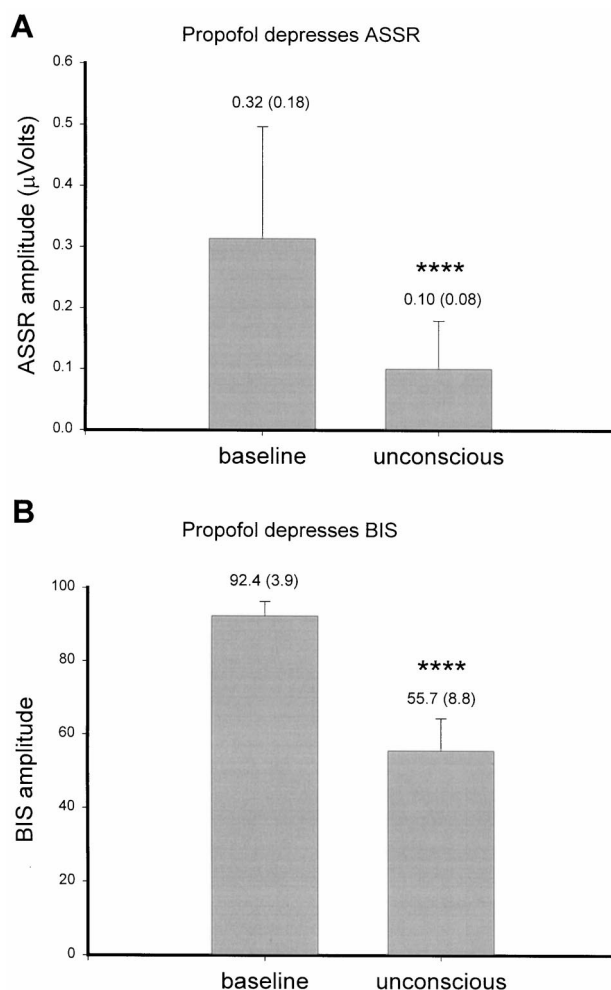 A
Propofol depresses ASSR
0.6
0.5
0.4
0.3
0.2
0.1
0.0
ASSR amplitude (μVolts)
0.32 (0.18)
****
0.10 (0.08)
baseline
unconscious
B
Propofol depresses BIS
100
80
60
40
20
0
BIS amplitude
92.4 (3.9)
****
55.7 (8.8)
baseline
unconscious